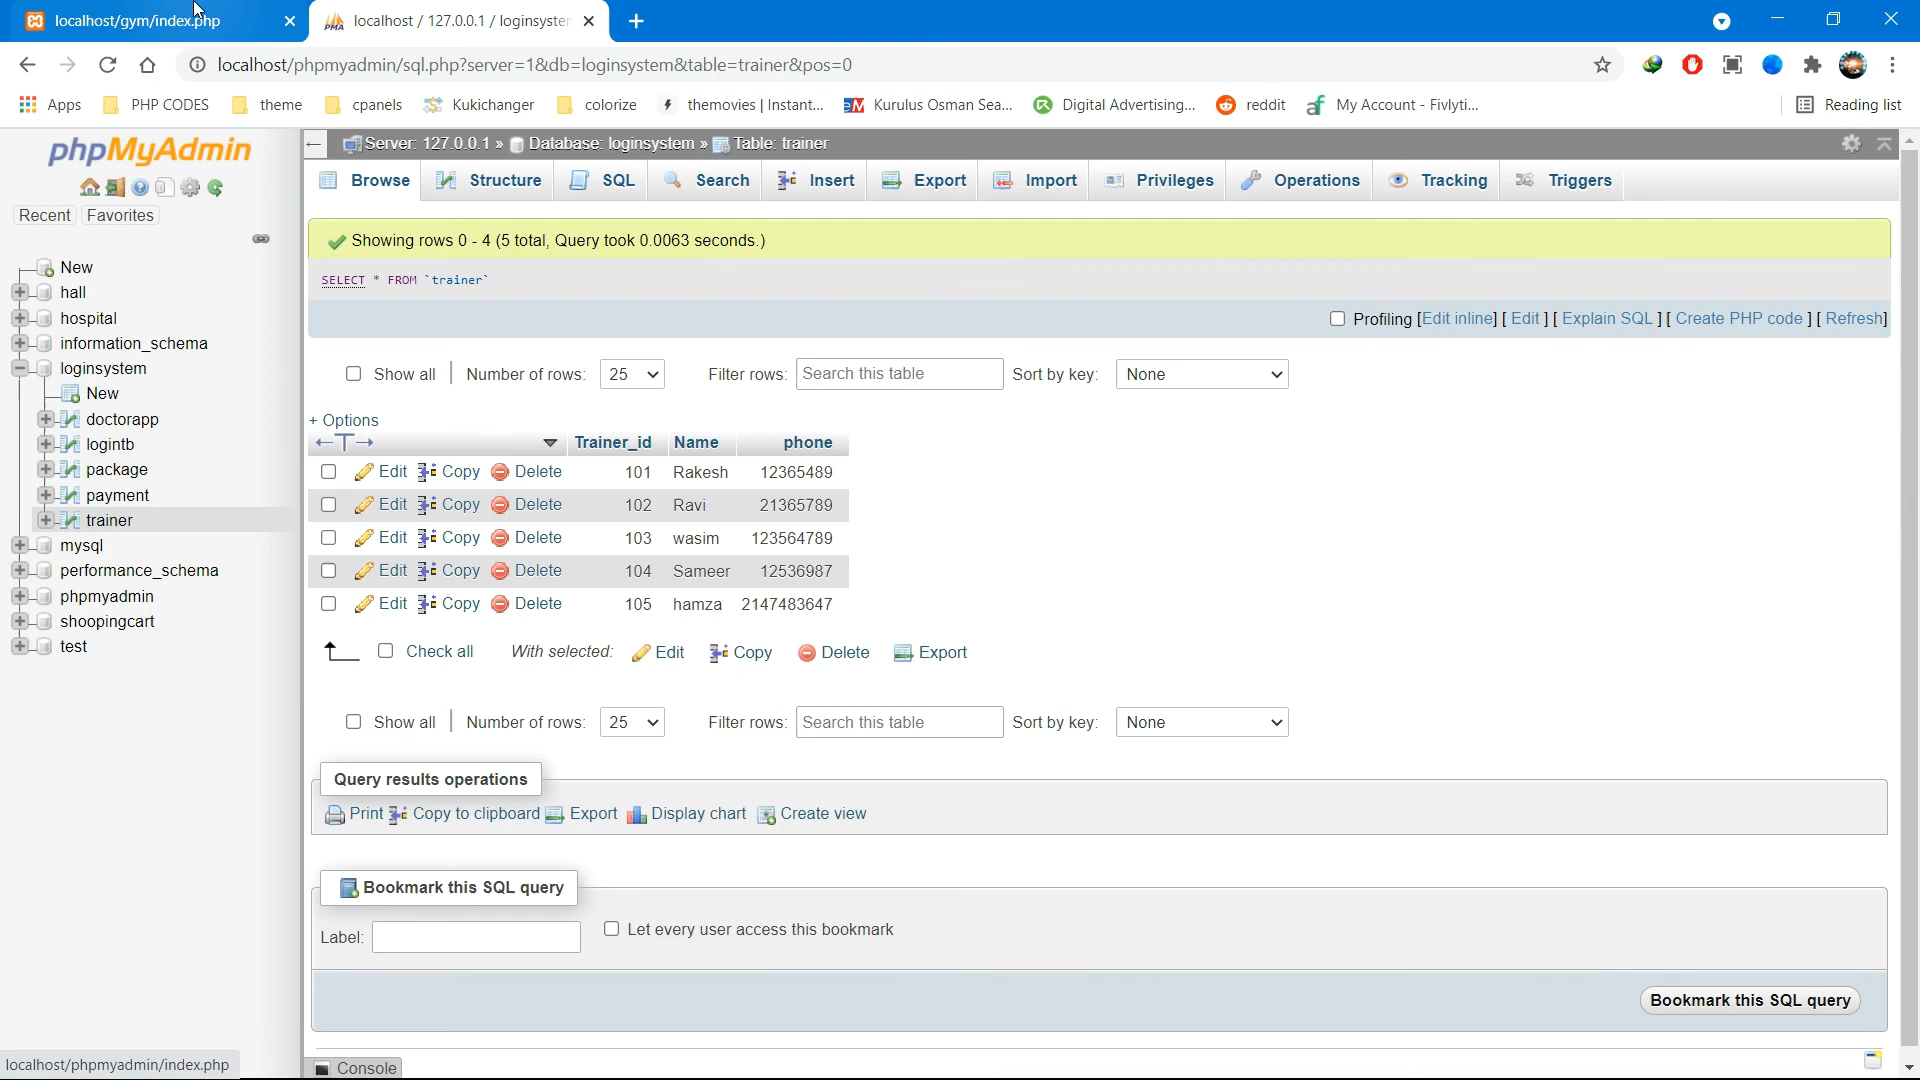 localhost/gym/index.php
localhost / 127.0.0.1 / loginsyster
localhost/phpmyadmin/sql.php?server=1&db=loginsystem&table=trainer&pos=0
Apps PHP CODES theme cpanels Kukichanger colorize themovies | Instant... Kurulus Osman Sea... Digital Advertising... reddit My Account - Fivlyti... Reading list
phpMyAdmin
Recent Favorites
New
hall
hospital
information_schema
loginsystem
New
doctorapp
logintb
package
payment
trainer
mysql
performance_schema
phpmyadmin
shoopingcart
test
localhost/phpmyadmin/index.php
Server: 127.0.0.1 » Database: loginsystem » Table: trainer
Browse Structure SQL Search Insert Export Import Privileges Operations Tracking Triggers
Showing rows 0 - 4 (5 total, Query took 0.0063 seconds.)
SELECT * FROM `trainer`
Profiling [Edit inline] [ Edit ] [ Explain SQL ] [ Create PHP code ] [ Refresh]
Show all Number of rows: 25 Filter rows: Search this table Sort by key: None
+ Options
Trainer_id Name phone
Edit Copy Delete 101 Rakesh 12365489
Edit Copy Delete 102 Ravi 21365789
Edit Copy Delete 103 wasim 123564789
Edit Copy Delete 104 Sameer 12536987
Edit Copy Delete 105 hamza 2147483647
Check all With selected: Edit Copy Delete Export
Show all Number of rows: 25 Filter rows: Search this table Sort by key: None
Query results operations
Print Copy to clipboard Export Display chart Create view
Bookmark this SQL query
Label: Let every user access this bookmark
Bookmark this SQL query
Console